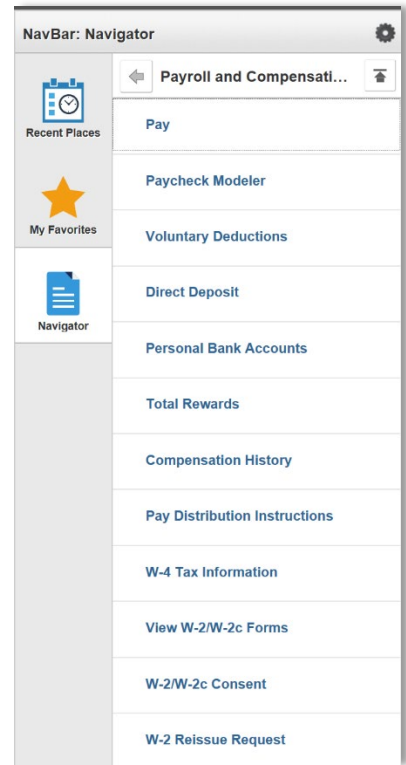 NavBar: Navigator
Recent Places
My Favorites
Navigator
Payroll and Compensati...
Pay
Paycheck Modeler
Voluntary Deductions
Direct Deposit
Personal Bank Accounts
Total Rewards
Compensation History
Pay Distribution Instructions
W-4 Tax Information
View W-2/W-2c Forms
W-2/W-2c Consent
W-2 Reissue Request